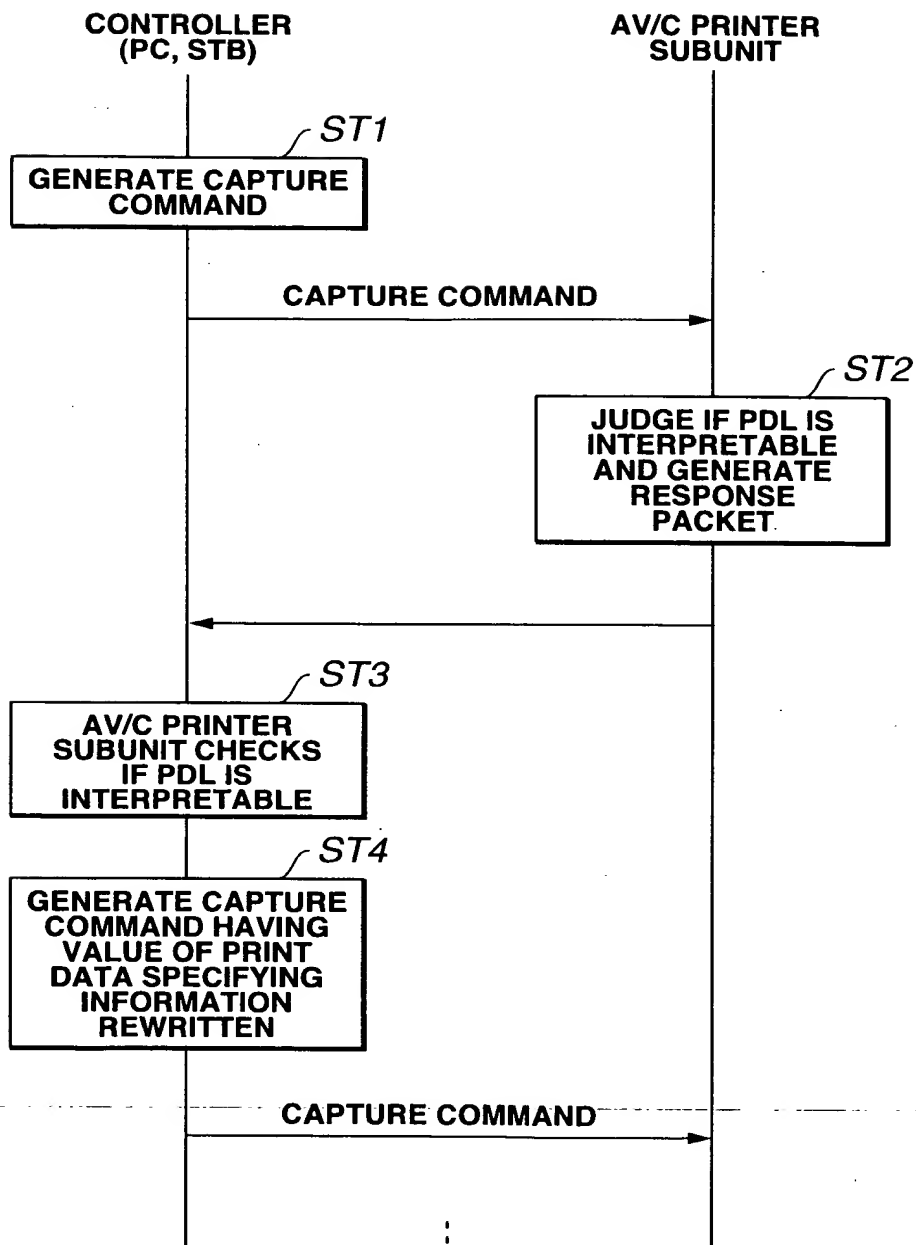 CONTROLLER
(PC, STB)
AV/C PRINTER
SUBUNIT
ST1
GENERATE CAPTURE
COMMAND
CAPTURE COMMAND
ST2
JUDGE IF PDL IS
INTERPRETABLE
AND GENERATE
RESPONSE
PACKET
ST3
AV/C PRINTER
SUBUNIT CHECKS
IF PDL IS
INTERPRETABLE
ST4
GENERATE CAPTURE
COMMAND HAVING
VALUE OF PRINT
DATA SPECIFYING
INFORMATION
REWRITTEN
CAPTURE COMMAND